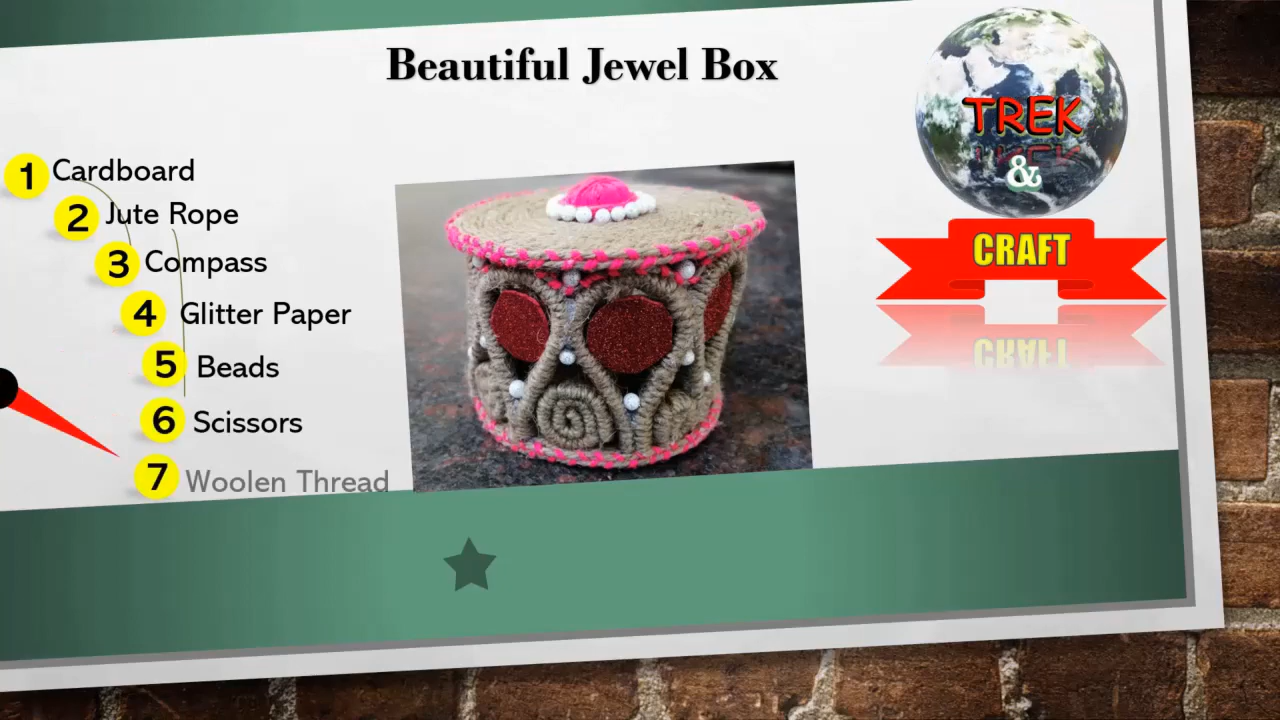 Beautiful Jewel Box
1 Cardboard
2 Jute Rope
3 Compass
4 Glitter Paper
5 Beads
6 Scissors
7 Woolen Thread
TREK
&
CRAFT